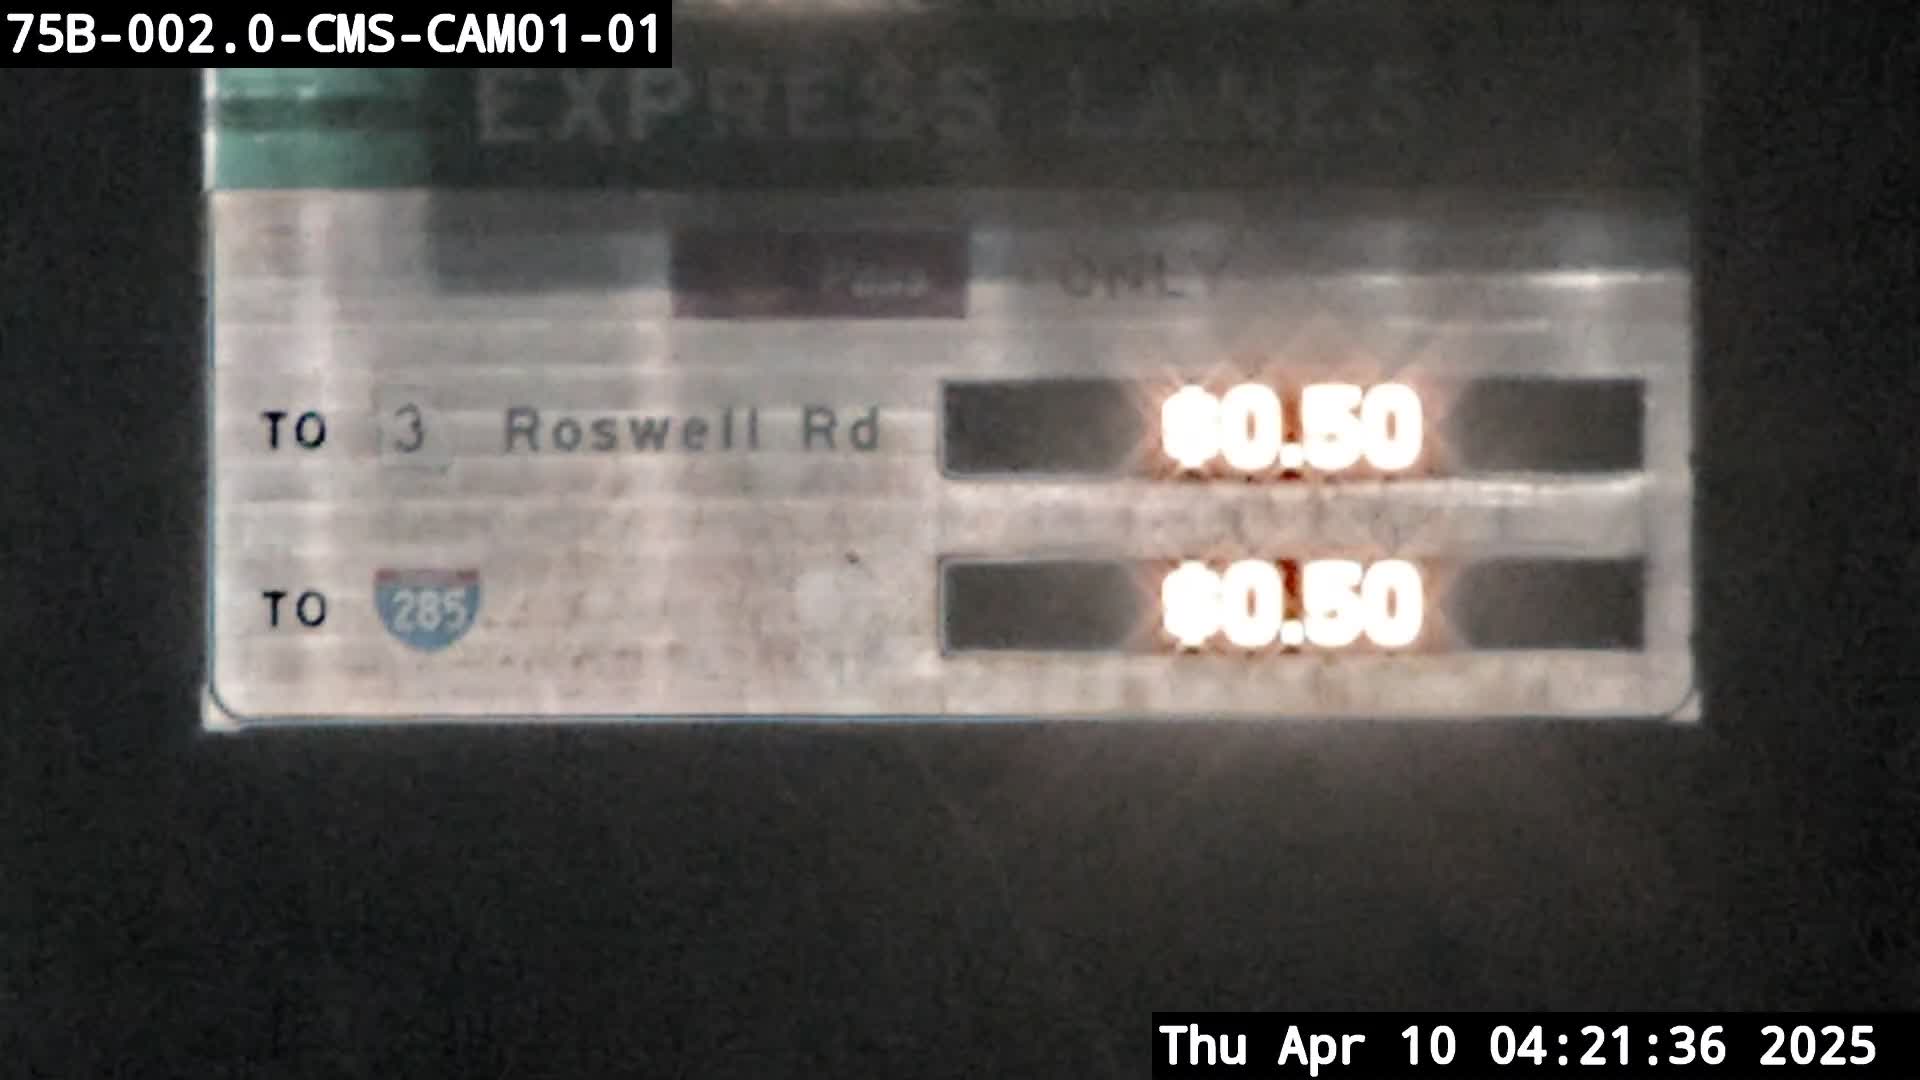 75B-002.0-CMS-CAM01-01
EXPRESS LANES
Pass ONLY
TO 3 Roswell Rd $0.50
TO 285 $0.50
Thu Apr 10 04:21:36 2025